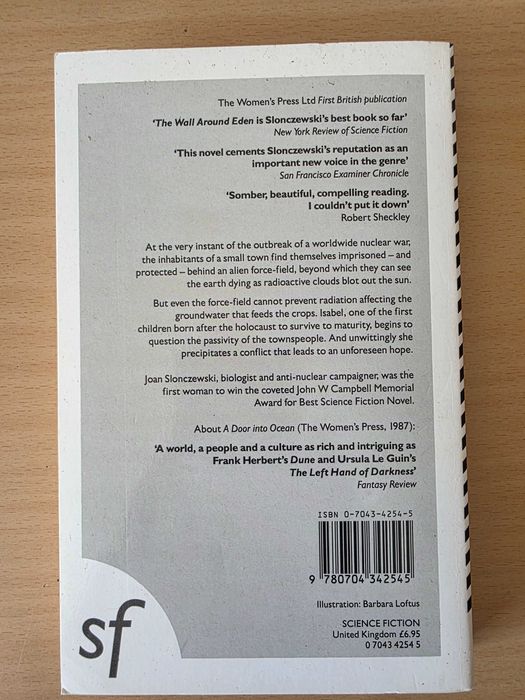 The Women's Press Ltd First British publication
'The Wall Around Eden is Slonczewski's best book so far'
New York Review of Science Fiction
'This novel cements Slonczewski's reputation as an
important new voice in the genre'
San Francisco Examiner Chronicle
'Somber, beautiful, compelling reading.
I couldn't put it down'
Robert Sheckley
At the very instant of the outbreak of a worldwide nuclear war,
the inhabitants of a small town find themselves imprisoned – and
protected – behind an alien force-field, beyond which they can see
the earth dying as radioactive clouds blot out the sun.
But even the force-field cannot prevent radiation affecting the
groundwater that feeds the crops. Isabel, one of the first
children born after the holocaust to survive to maturity, begins to
question the passivity of the townspeople. And unwittingly she
precipitates a conflict that leads to an unforeseen hope.
Joan Slonczewski, biologist and anti-nuclear campaigner, was the
first woman to win the coveted John W Campbell Memorial
Award for Best Science Fiction Novel.
About A Door into Ocean (The Women's Press, 1987):
'A world, a people and a culture as rich and intriguing as
Frank Herbert's Dune and Ursula Le Guin's
The Left Hand of Darkness'
Fantasy Review
ISBN 0-7043-4254-5
9 780704 342545
Illustration: Barbara Loftus
SCIENCE FICTION
United Kingdom £6.95
0 7043 4254 5
sf